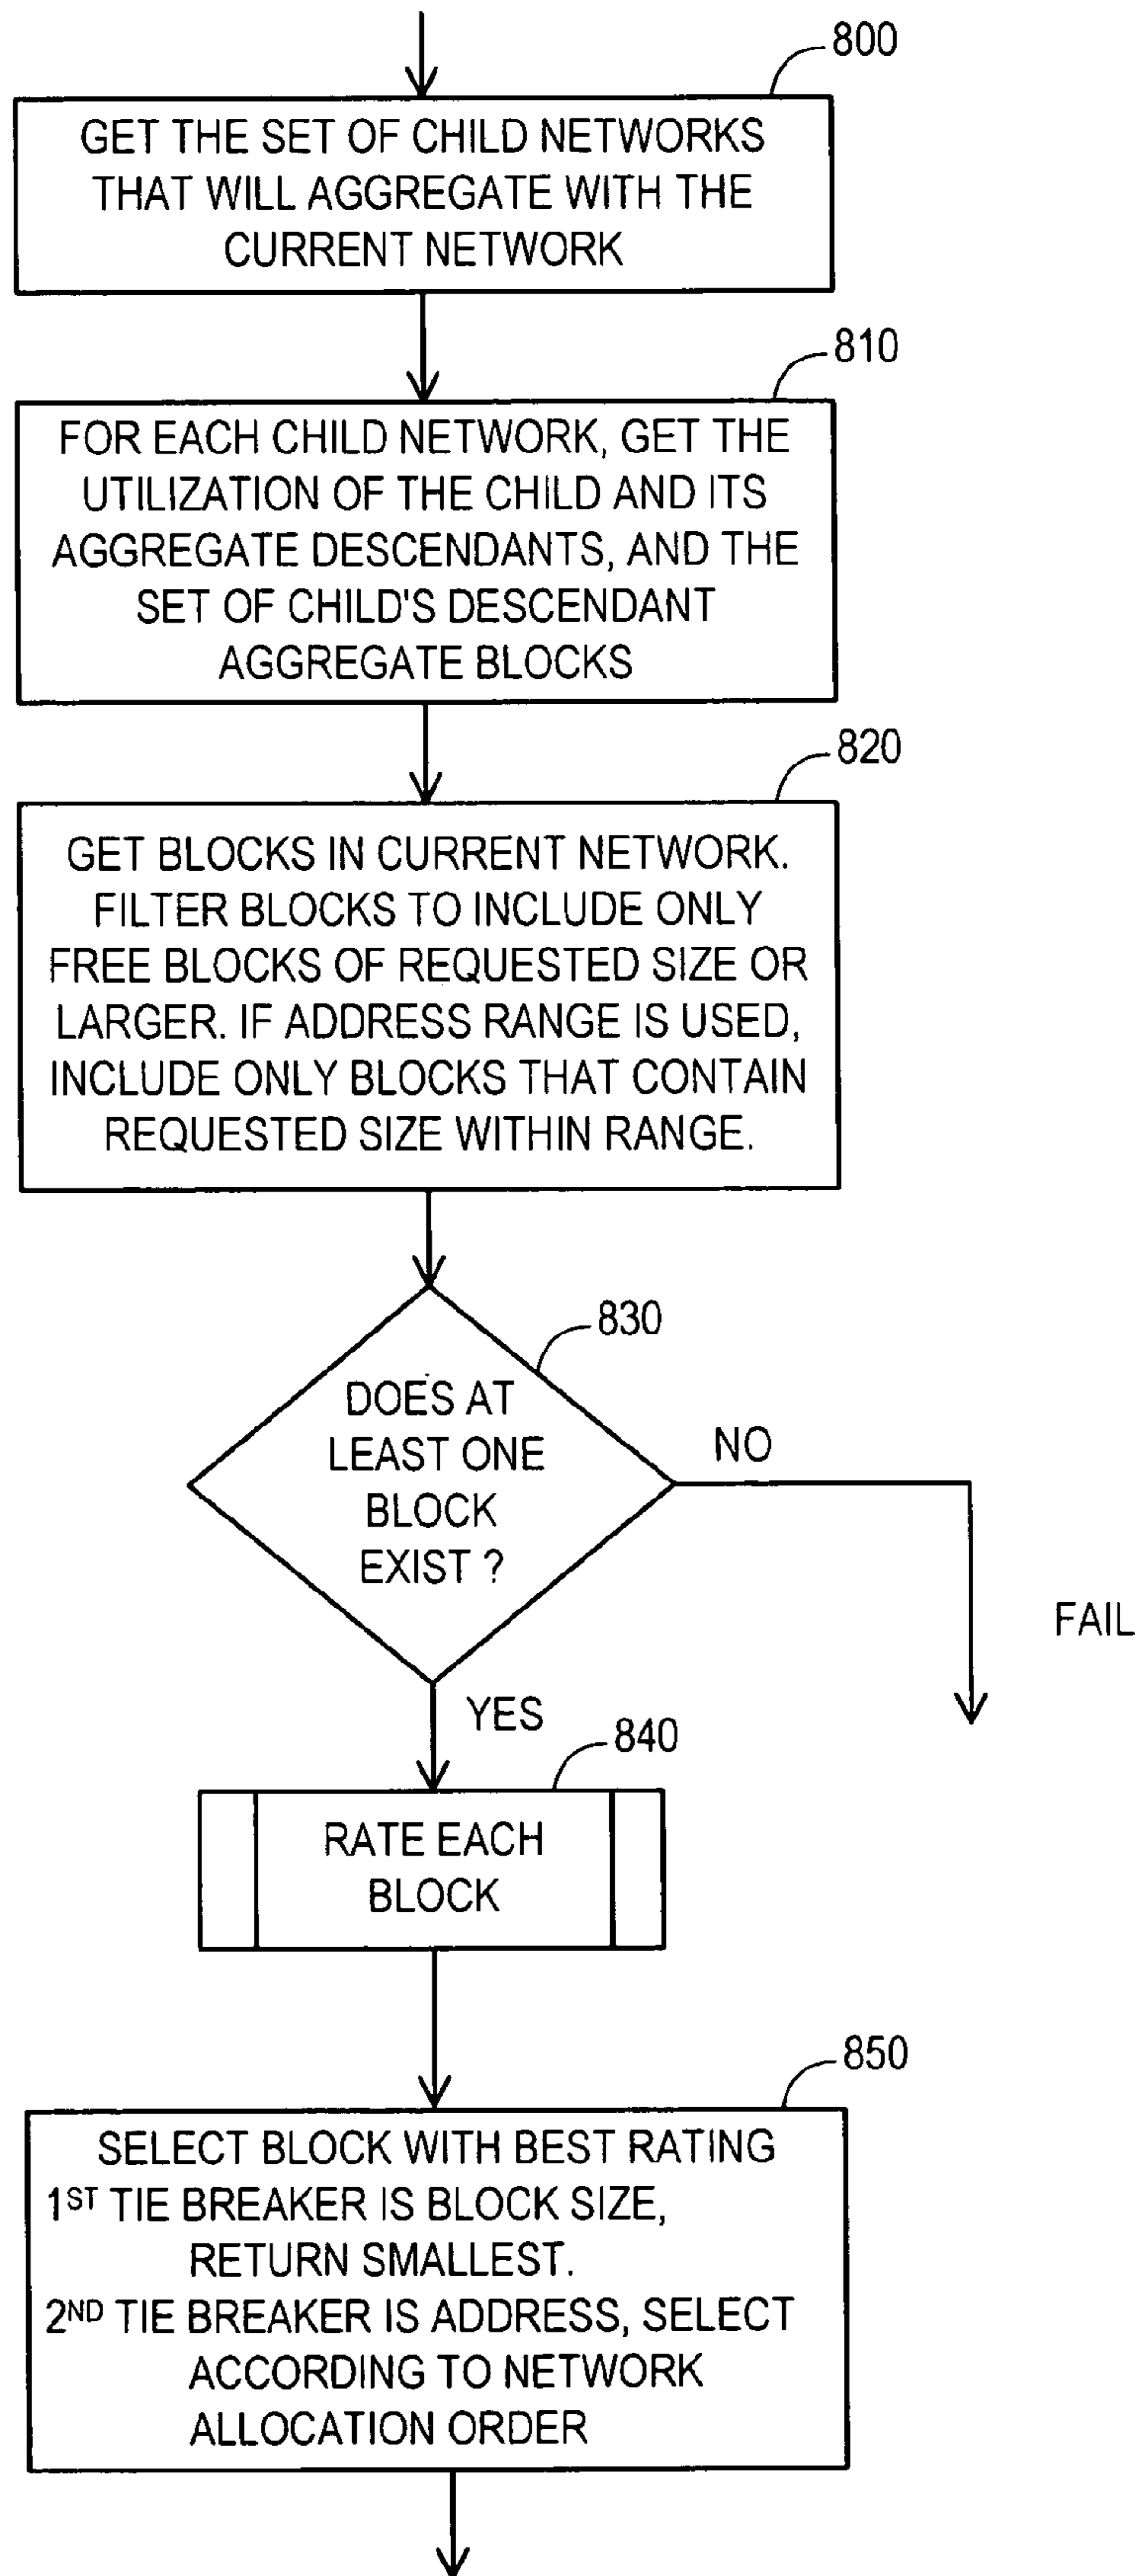 800
GET THE SET OF CHILD NETWORKS
THAT WILL AGGREGATE WITH THE
CURRENT NETWORK
810
FOR EACH CHILD NETWORK, GET THE
UTILIZATION OF THE CHILD AND ITS
AGGREGATE DESCENDANTS, AND THE
SET OF CHILD'S DESCENDANT
AGGREGATE BLOCKS
820
GET BLOCKS IN CURRENT NETWORK.
FILTER BLOCKS TO INCLUDE ONLY
FREE BLOCKS OF REQUESTED SIZE OR
LARGER. IF ADDRESS RANGE IS USED,
INCLUDE ONLY BLOCKS THAT CONTAIN
REQUESTED SIZE WITHIN RANGE.
830
DOES AT
LEAST ONE
BLOCK
EXIST ?
NO
FAIL
YES
840
RATE EACH
BLOCK
850
SELECT BLOCK WITH BEST RATING
1ST TIE BREAKER IS BLOCK SIZE,
RETURN SMALLEST.
2ND TIE BREAKER IS ADDRESS, SELECT
ACCORDING TO NETWORK
ALLOCATION ORDER